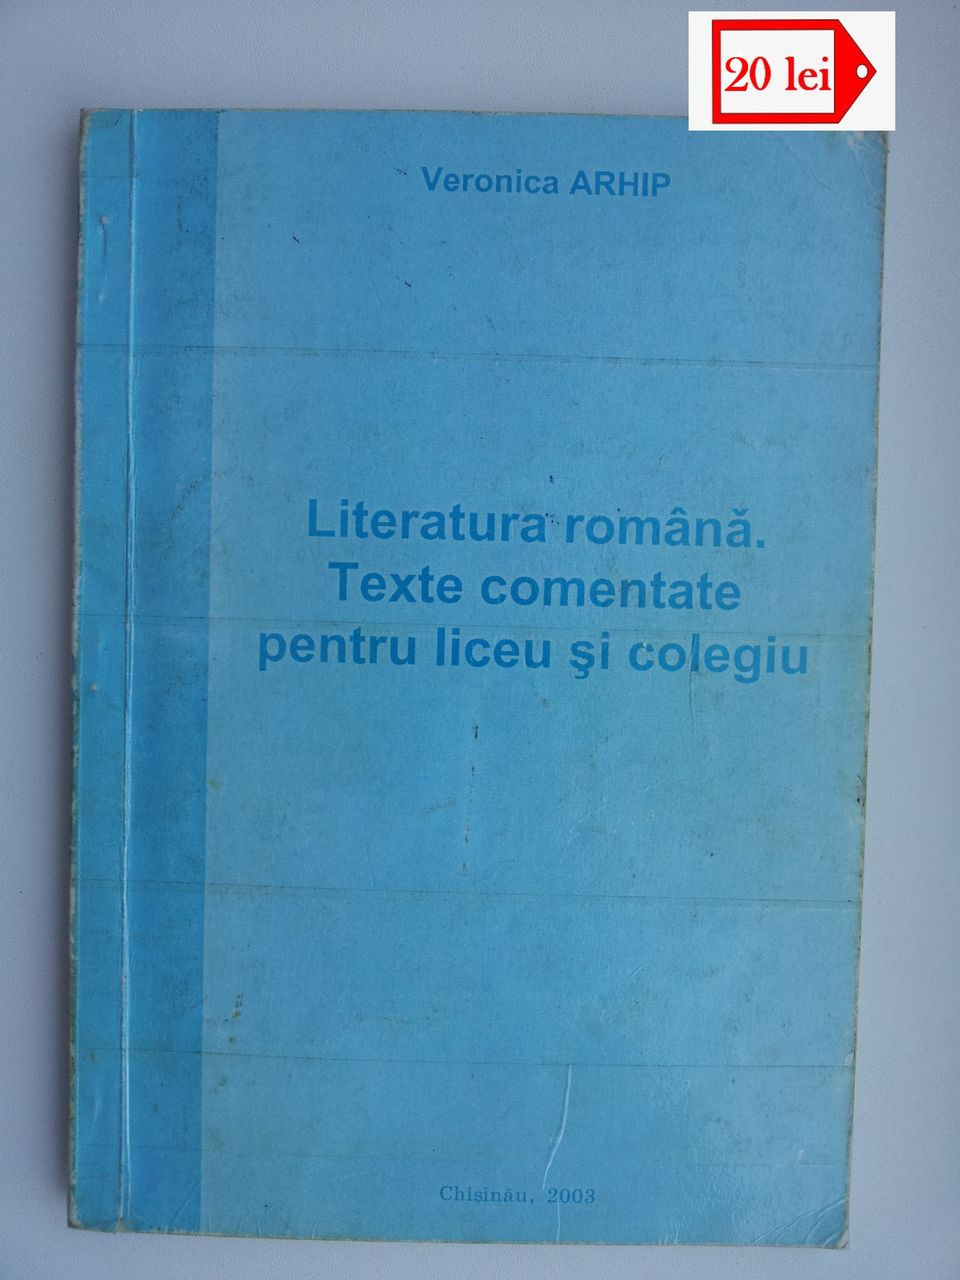 20 lei
Veronica ARHIP
Literatura română.
Texte comentate
pentru liceu şi colegiu
Chişinău, 2003